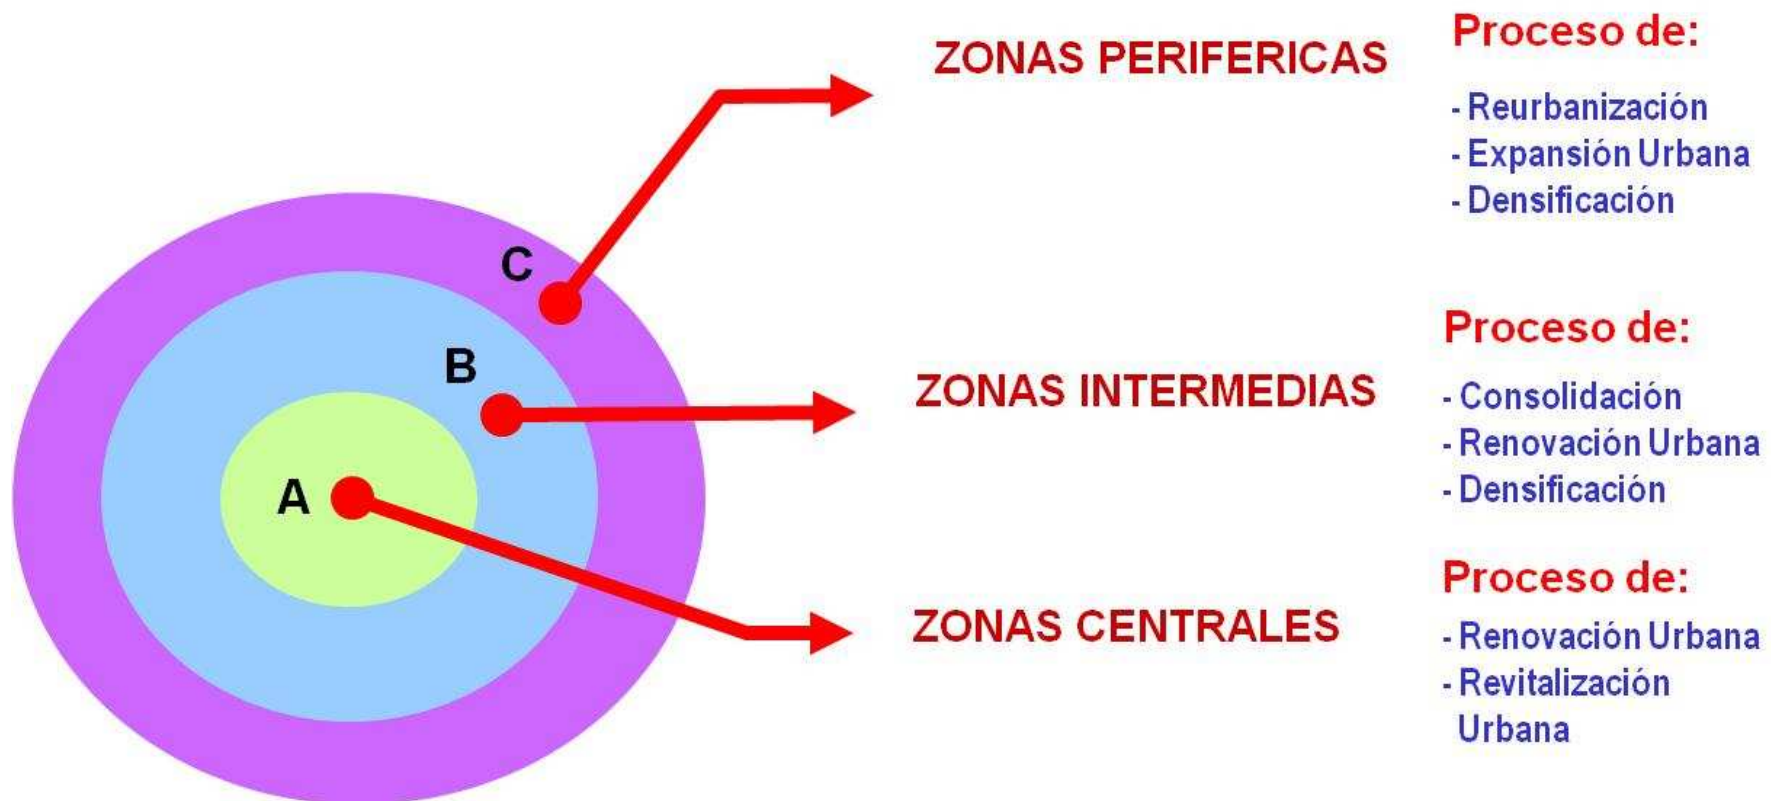 Proceso de:
ZONAS PERIFERICAS
- Reurbanización
- Expansión Urbana
- Densificación
C
Proceso de:
B
ZONAS INTERMEDIAS
- Consolidación
- Renovación Urbana
- Densificación
A
Proceso de:
ZONAS CENTRALES
- Renovación Urbana
- Revitalización
Urbana